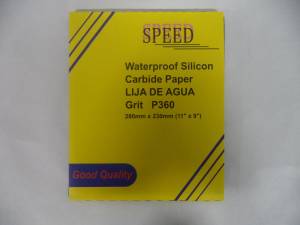 SPEED
Waterproof Silicon
Carbide Paper
LIJA DE AGUA
Grit P360
280mm x 230mm (11" x 9")
Good Quality